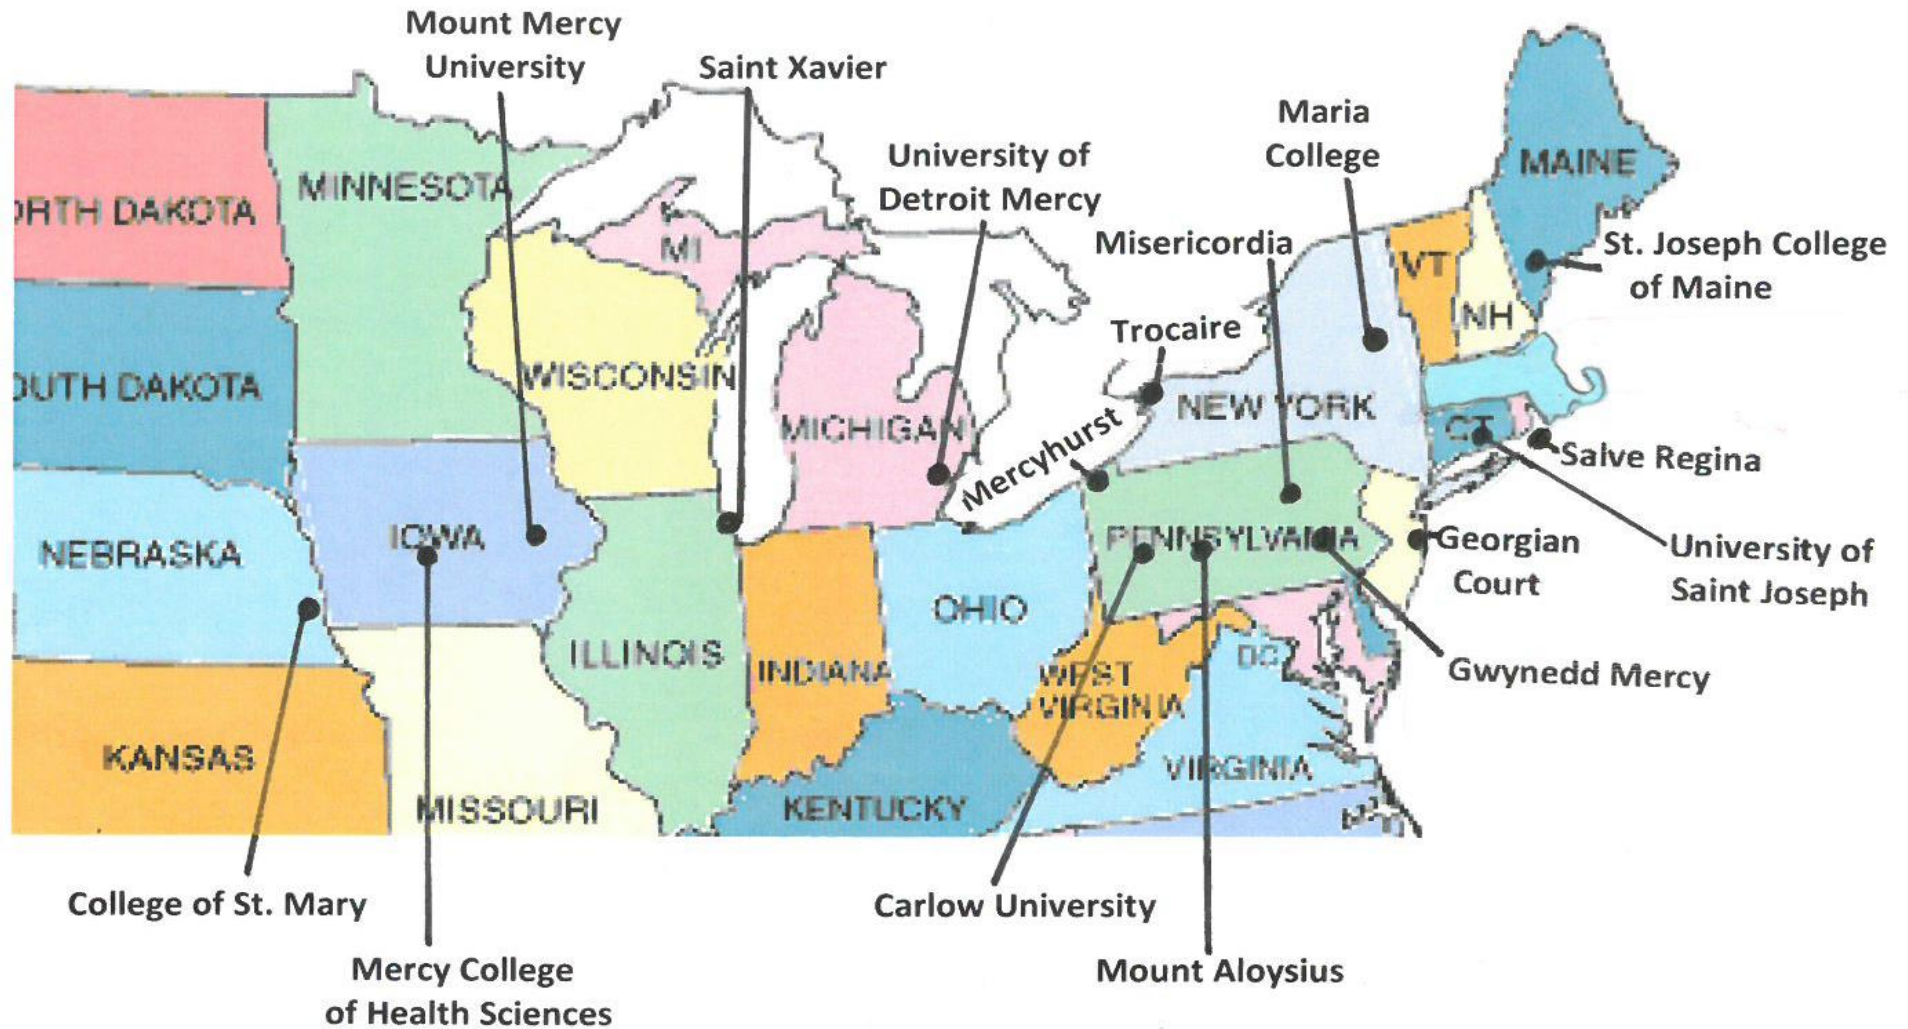 Mount Mercy
University
Saint Xavier
Maria
College
University of
Detroit Mercy
Misericordia
St. Joseph College
of Maine
Trocaire
Mercyhurst
Salve Regina
Georgian
Court
University of
Saint Joseph
Gwynedd Mercy
College of St. Mary
Carlow University
Mercy College
of Health Sciences
Mount Aloysius
MAINE
MINNESOTA
ORTH DAKOTA
MI
VT
NH
WISCONSIN
OUTH DAKOTA
MICHIGAN
NEW YORK
CT
IOWA
NEBRASKA
PENNSYLVANIA
OHIO
ILLINOIS
INDIANA
WEST
VIRGINIA
DC
KANSAS
VIRGINIA
MISSOURI
KENTUCKY